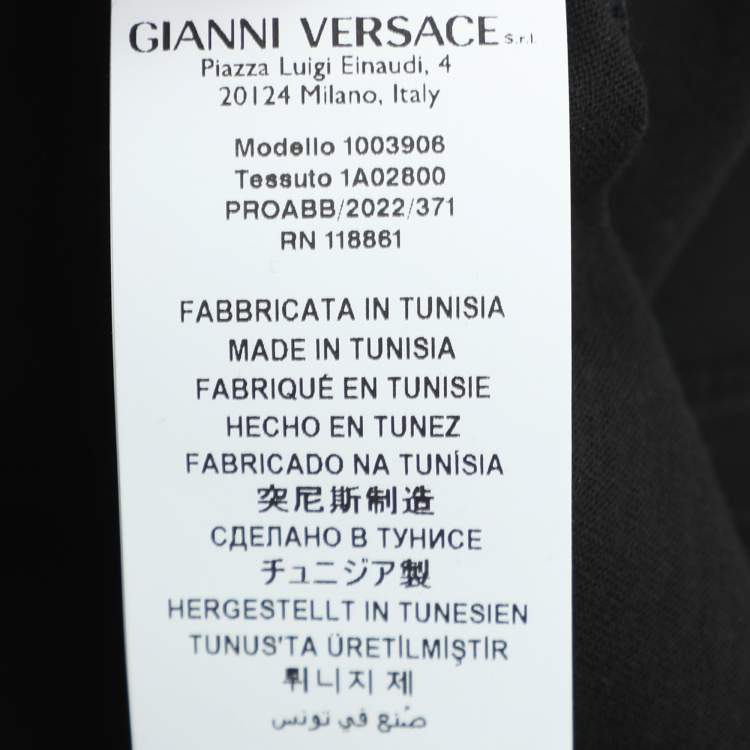 GIANNI VERSACE S.r.l.
Piazza Luigi Einaudi, 4
20124 Milano, Italy
Modello 1003906
Tessuto 1A02800
PROABB/2022/371
RN 118861
FABBRICATA IN TUNISIA
MADE IN TUNISIA
FABRIQUÉ EN TUNISIE
HECHO EN TUNEZ
FABRICADO NA TUNÍSIA
突尼斯制造
СДЕЛАНО В ТУНИСЕ
チュニジア製
HERGESTELLT IN TUNESIEN
TUNUS'TA ÜRETİLMİŞTİR
튀니지 제
صُنع في تونس